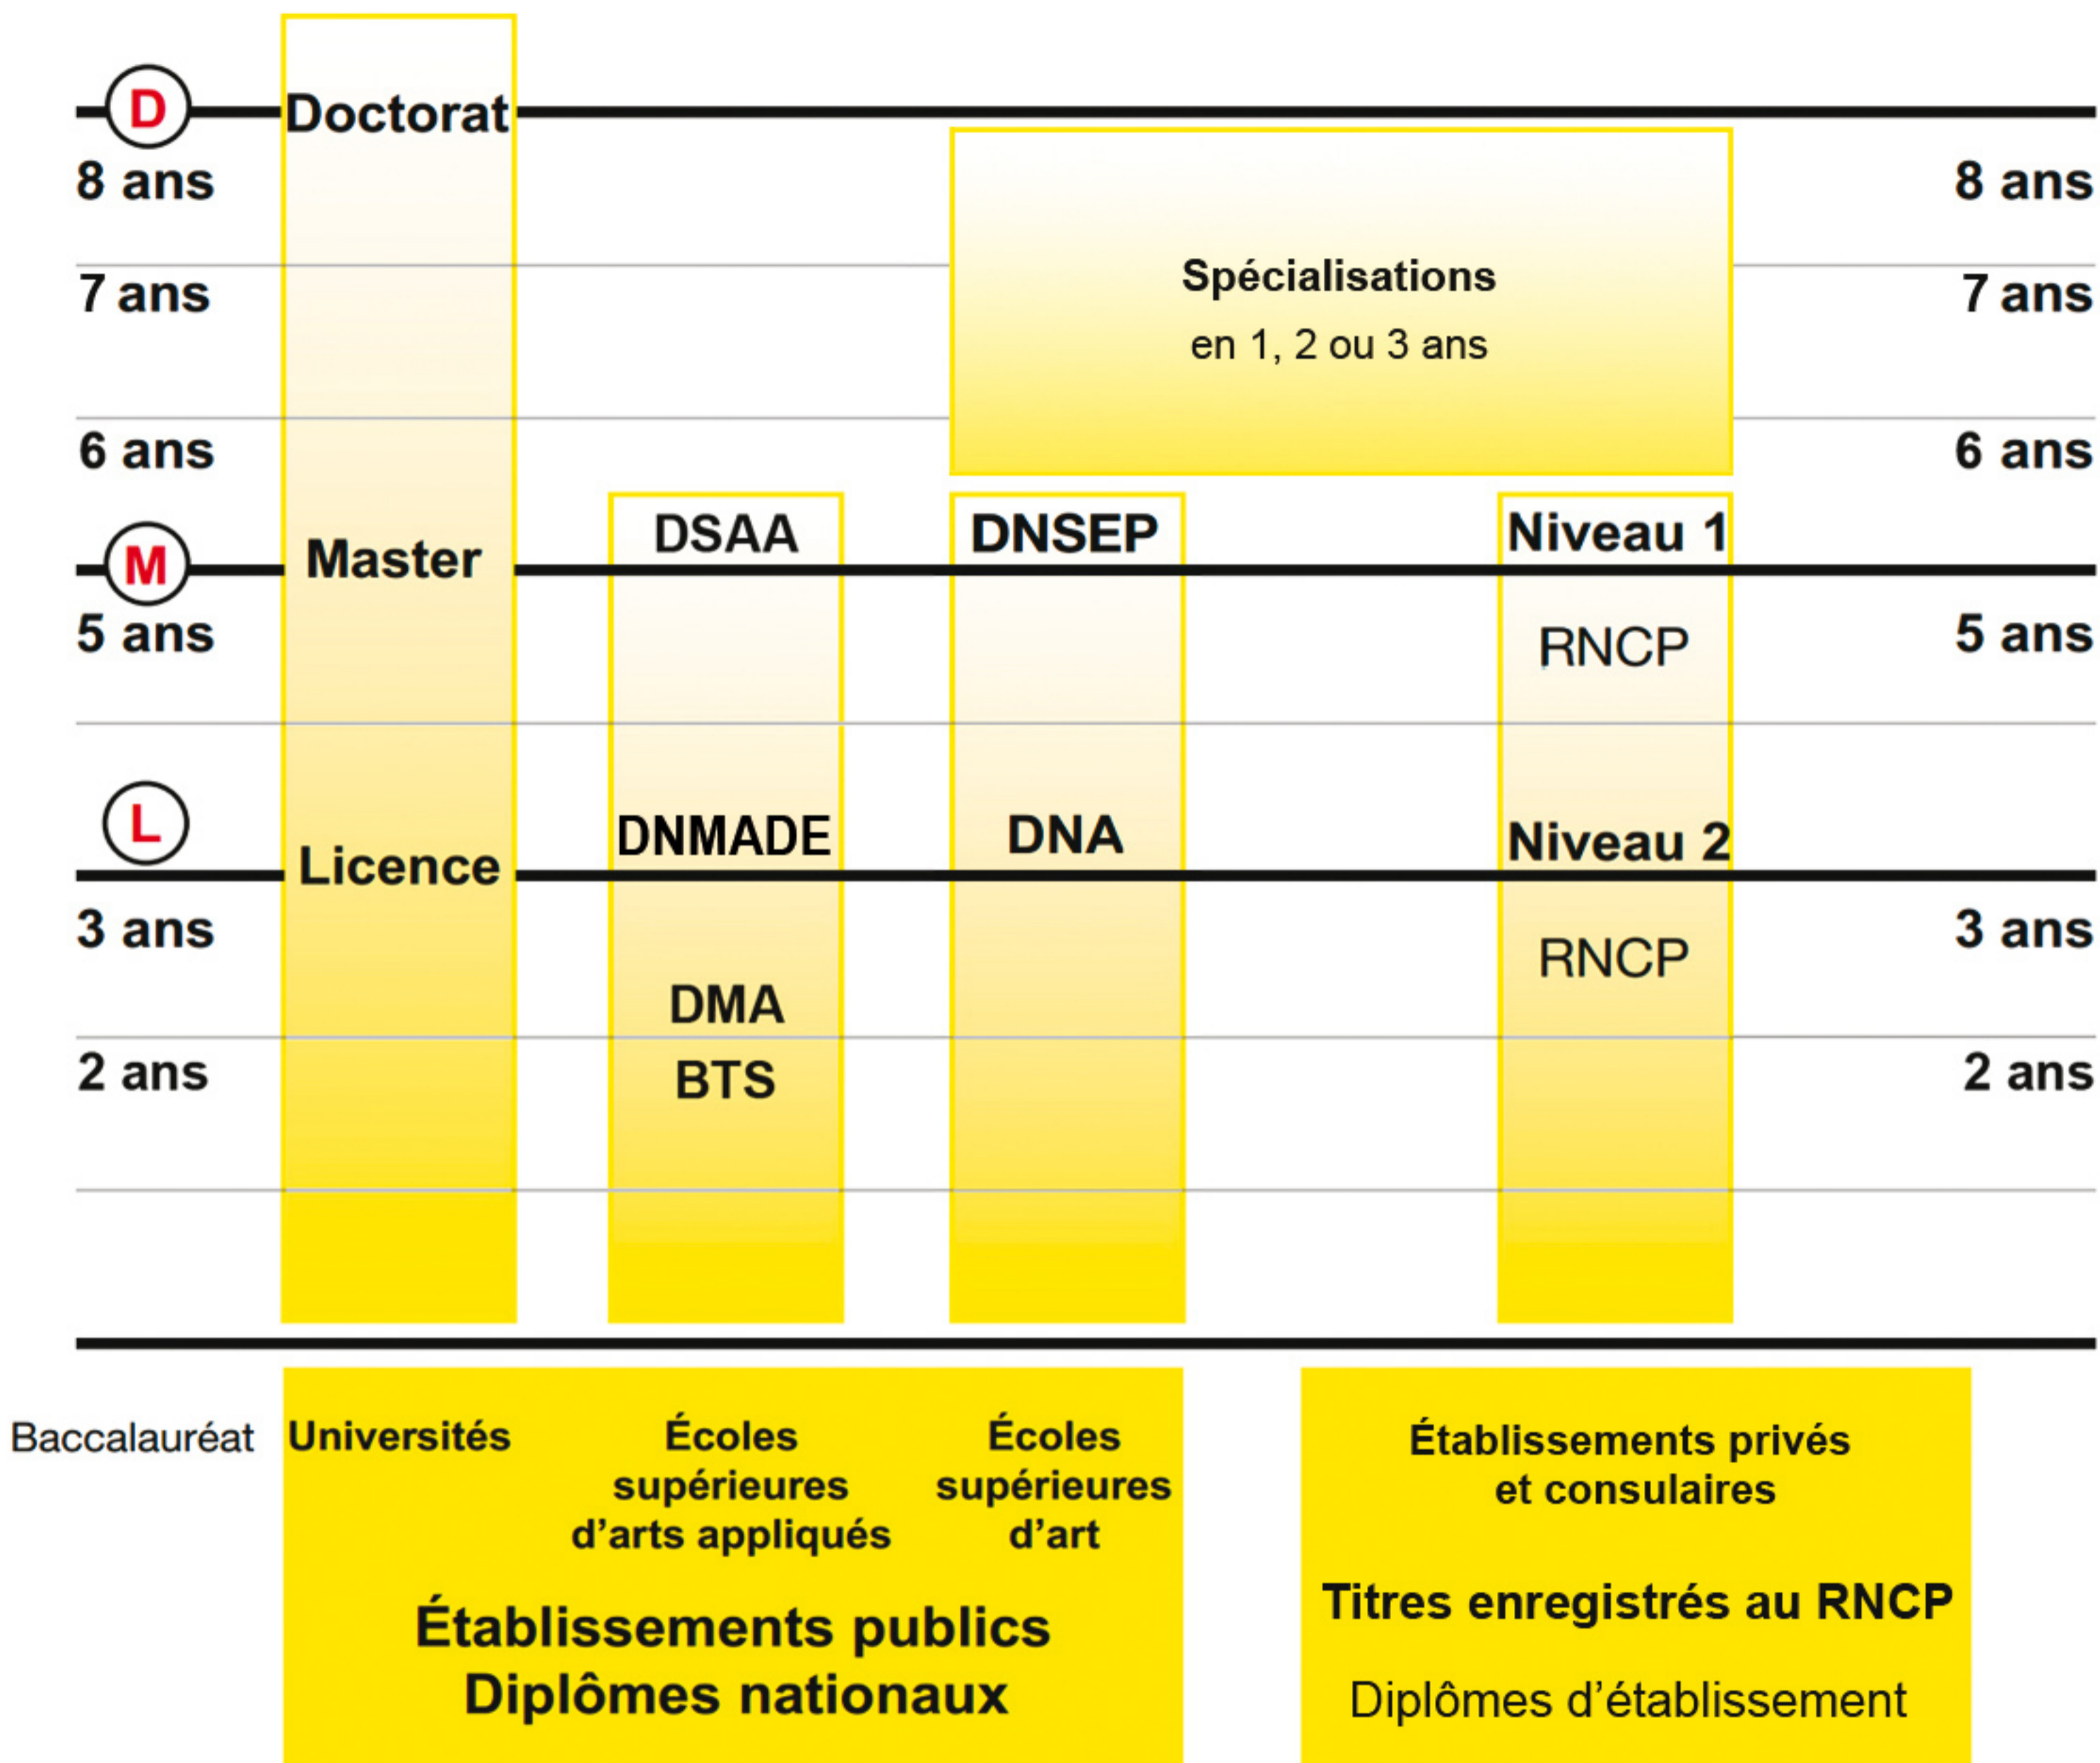 D
Doctorat
8 ans
8 ans
7 ans
Spécialisations
7 ans
en 1, 2 ou 3 ans
6 ans
6 ans
DSAA
DNSEP
Niveau 1
M
Master
5 ans
RNCP
5 ans
L
DNMADE
DNA
Niveau 2
Licence
3 ans
RNCP
3 ans
DMA
2 ans
BTS
2 ans
Baccalauréat
Universités
Écoles
supérieures
d'arts appliqués
Écoles
supérieures
d'art
Établissements publics
Diplômes nationaux
Établissements privés
et consulaires
Titres enregistrés au RNCP
Diplômes d'établissement